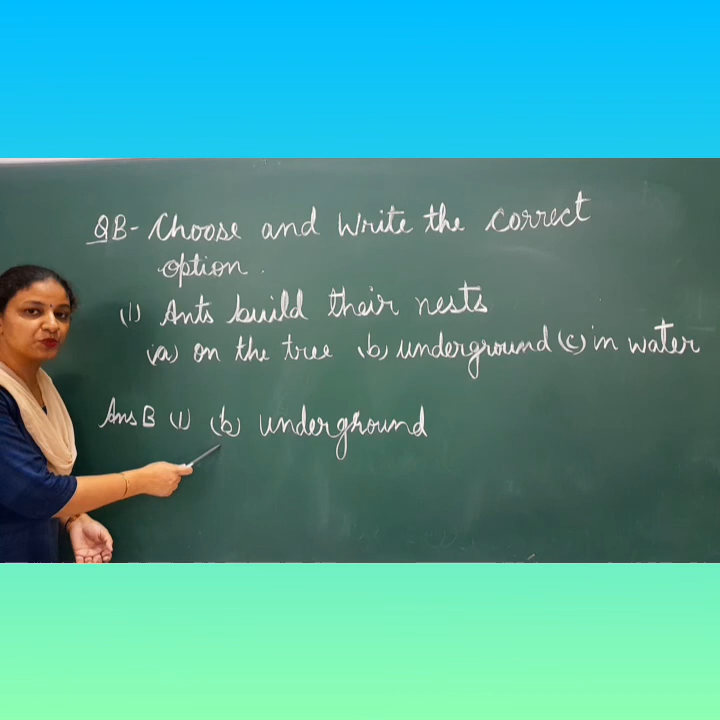 QB- Choose and Write the correct
option.
(1) Ants build their nests
(a) on the tree (b) underground (c) in water
Ans B (1) (b) underground